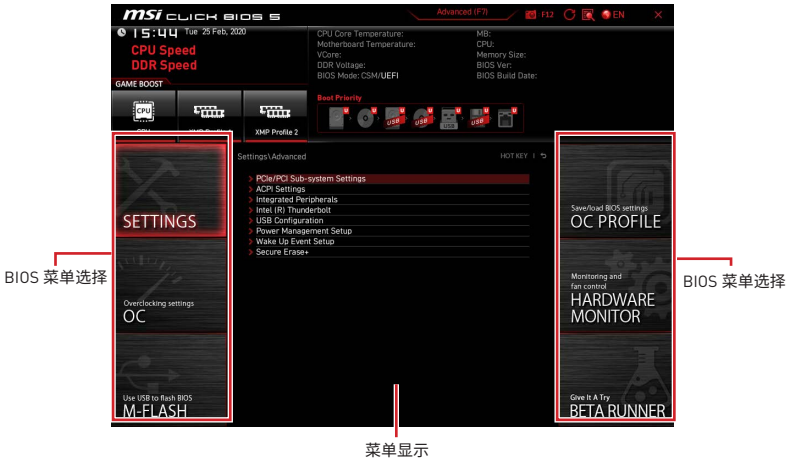 msi CLICK BIOS 5
Advanced (F7)
F12
EN
15:44 Tue 25 Feb, 2020
CPU Speed
DDR Speed
CPU Core Temperature:
Motherboard Temperature:
VCore:
DDR Voltage:
BIOS Mode: CSM/UEFI
MB:
CPU:
Memory Size:
BIOS Ver:
BIOS Build Date:
GAME BOOST
CPU
XMP Profile 2
Boot Priority
U U U U U U U
USB USB USB USB
Settings\Advanced
HOT KEY
PCIe/PCI Sub-system Settings
ACPI Settings
Integrated Peripherals
Intel (R) Thunderbolt
USB Configuration
Power Management Setup
Wake Up Event Setup
Secure Erase+
SETTINGS
Overclocking settings
OC
Use USB to flash BIOS
M-FLASH
Save/load BIOS settings
OC PROFILE
Monitoring and
fan control
HARDWARE
MONITOR
Give It A Try
BETA RUNNER
BIOS 菜单选择
BIOS 菜单选择
菜单显示